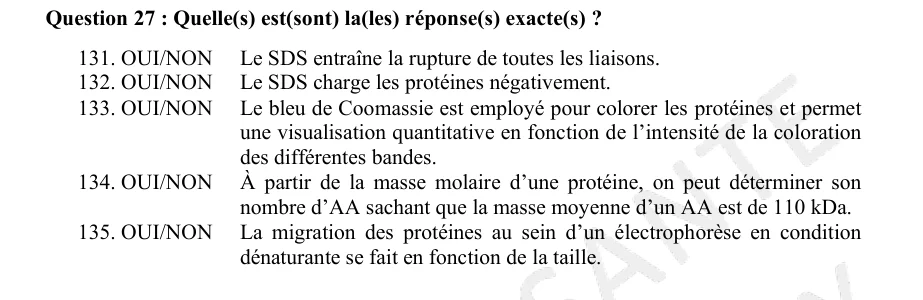 Question 27 : Quelle(s) est(sont) la(les) réponse(s) exacte(s) ?
131. OUI/NON Le SDS entraîne la rupture de toutes les liaisons.
132. OUI/NON Le SDS charge les protéines négativement.
133. OUI/NON Le bleu de Coomassie est employé pour colorer les protéines et permet
une visualisation quantitative en fonction de l'intensité de la coloration
des différentes bandes.
134. OUI/NON À partir de la masse molaire d'une protéine, on peut déterminer son
nombre d'AA sachant que la masse moyenne d'un AA est de 110 kDa.
135. OUI/NON La migration des protéines au sein d'un électrophorèse en condition
dénaturante se fait en fonction de la taille.
SANTE